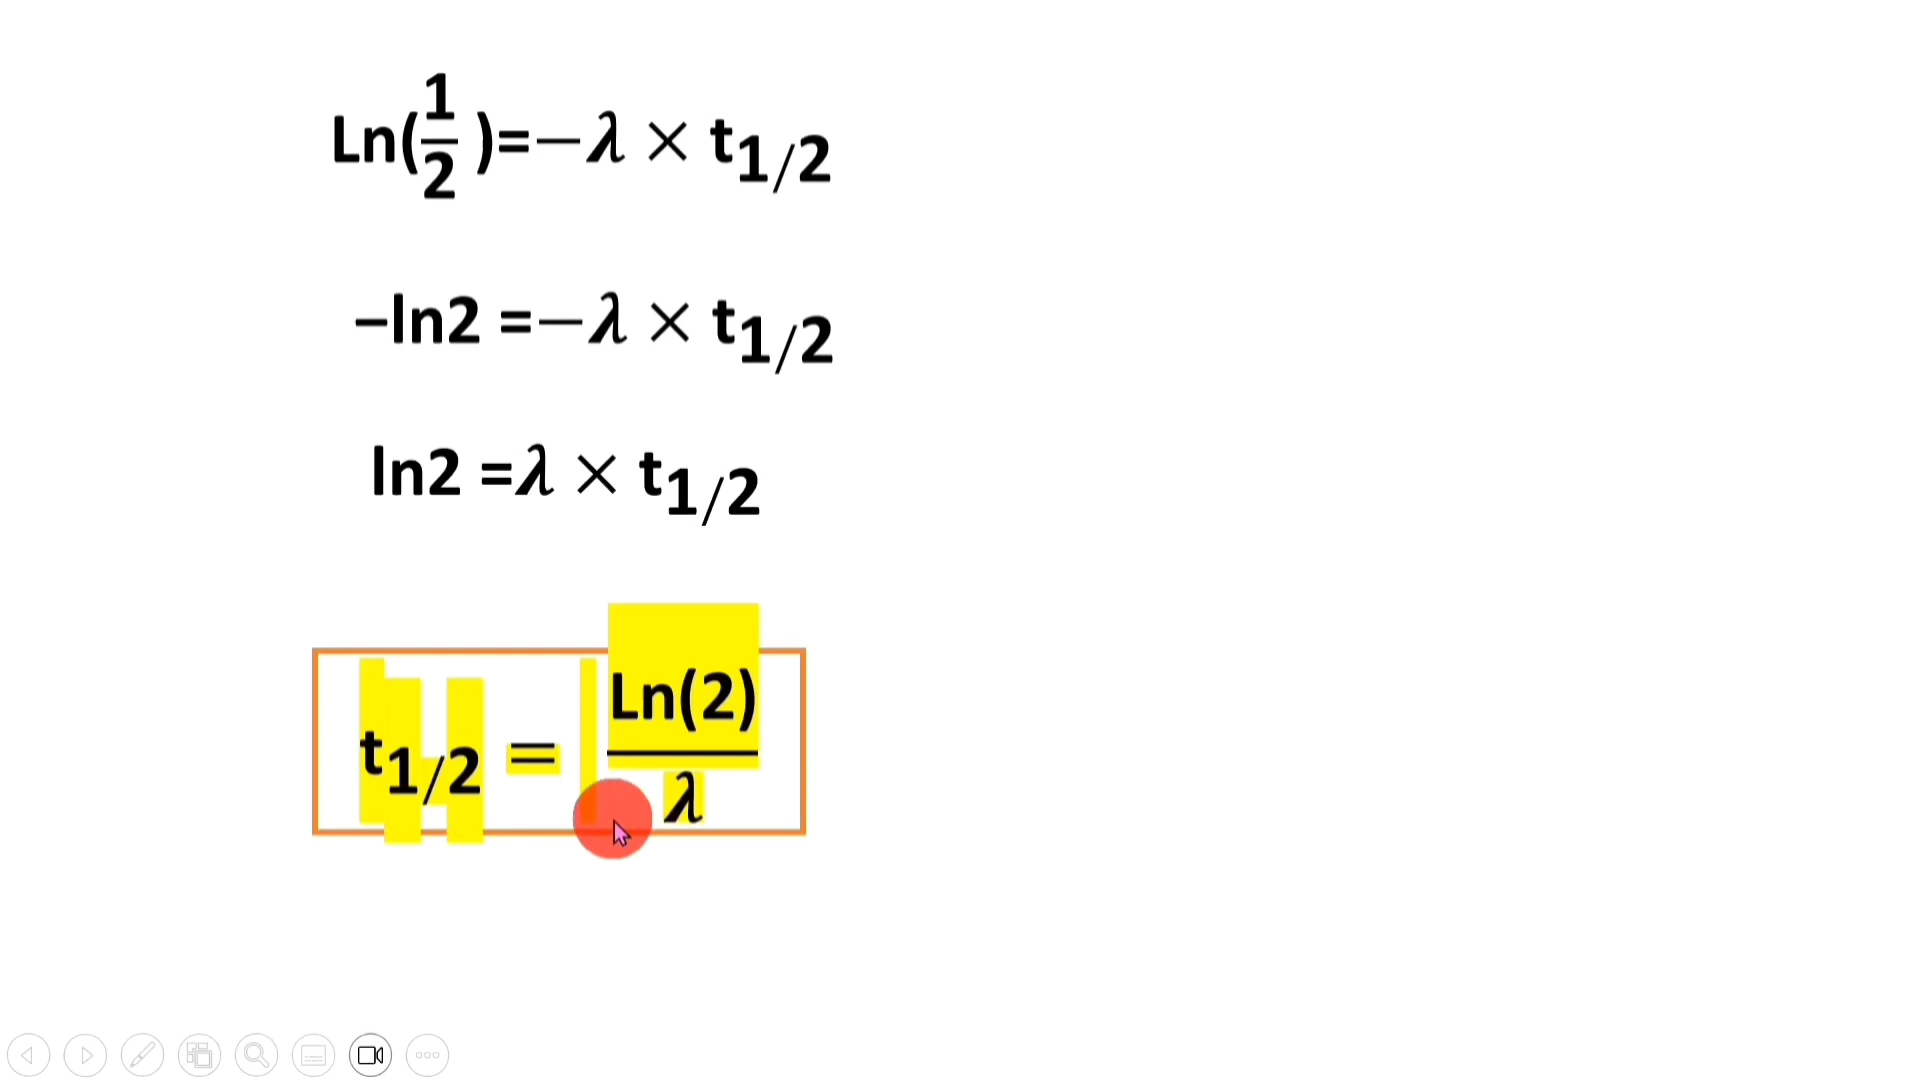 Ln(1/2 )=−λ × t1/2
–ln2 =−λ × t1/2
ln2 =λ × t1/2
t1/2 = Ln(2)/λ